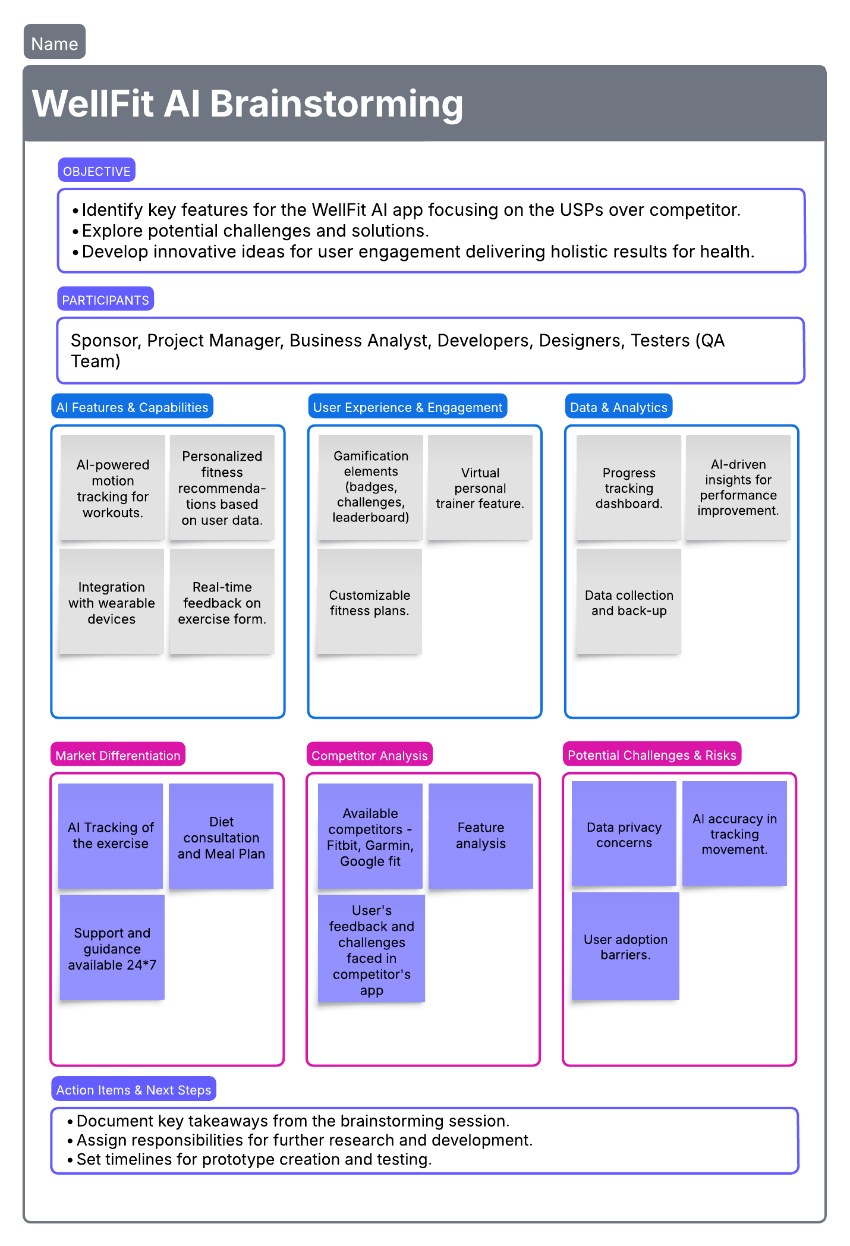 Name
WellFit AI Brainstorming
OBJECTIVE
•Identify key features for the WellFit AI app focusing on the USPs over competitor.
•Explore potential challenges and solutions.
•Develop innovative ideas for user engagement delivering holistic results for health.
PARTICIPANTS
Sponsor, Project Manager, Business Analyst, Developers, Designers, Testers (QA
Team)
AI Features & Capabilities
AI-powered
motion
tracking for
workouts.
Personalized
fitness
recommenda-
tions based
on user data.
Integration
with wearable
devices
Real-time
feedback on
exercise form.
User Experience & Engagement
Gamification
elements
(badges,
challenges,
leaderboard)
Virtual
personal
trainer feature.
Customizable
fitness plans.
Data & Analytics
Progress
tracking
dashboard.
AI-driven
insights for
performance
improvement.
Data collection
and back-up
Market Differentiation
AI Tracking of
the exercise
Diet
consultation
and Meal Plan
Support and
guidance
available 24*7
Competitor Analysis
Available
competitors -
Fitbit, Garmin,
Google fit
Feature
analysis
User's
feedback and
challenges
faced in
competitor's
app
Potential Challenges & Risks
Data privacy
concerns
AI accuracy in
tracking
movement.
User adoption
barriers.
Action Items & Next Steps
•Document key takeaways from the brainstorming session.
•Assign responsibilities for further research and development.
•Set timelines for prototype creation and testing.